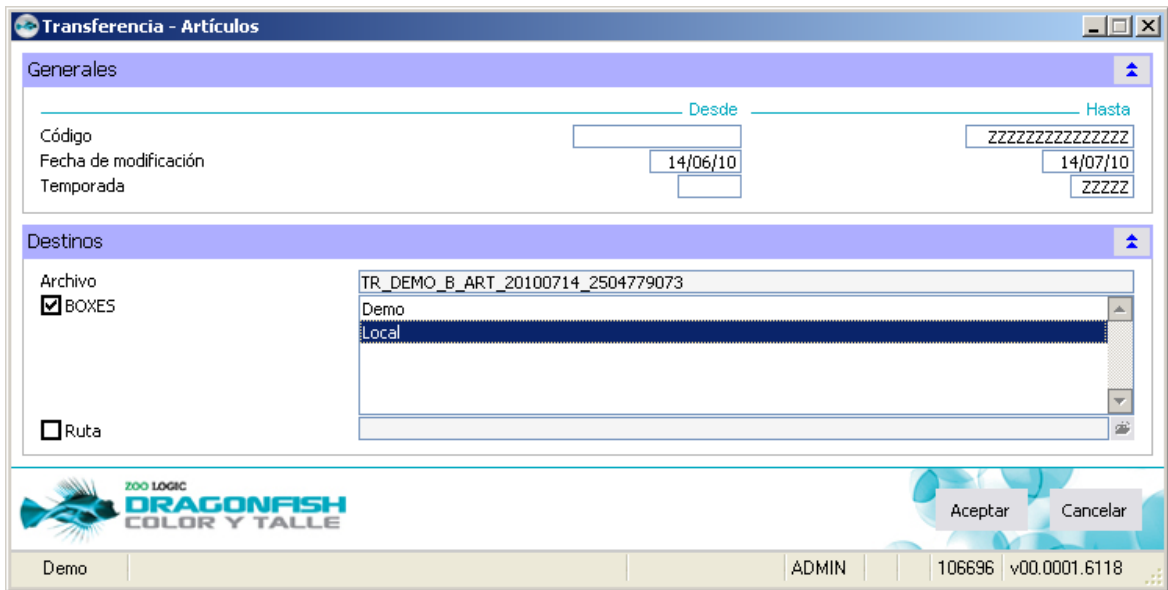 Transferencia - Artículos
Generales
Desde Hasta
Código ZZZZZZZZZZZZZZZ
Fecha de modificación 14/06/10 14/07/10
Temporada ZZZZZ
Destinos
Archivo TR_DEMO_B_ART_20100714_2504779073
BOXES Demo
Local
Ruta
ZOO LOGIC
DRAGONFISH
COLOR Y TALLE
Aceptar Cancelar
Demo ADMIN 106696 v00.0001.6118